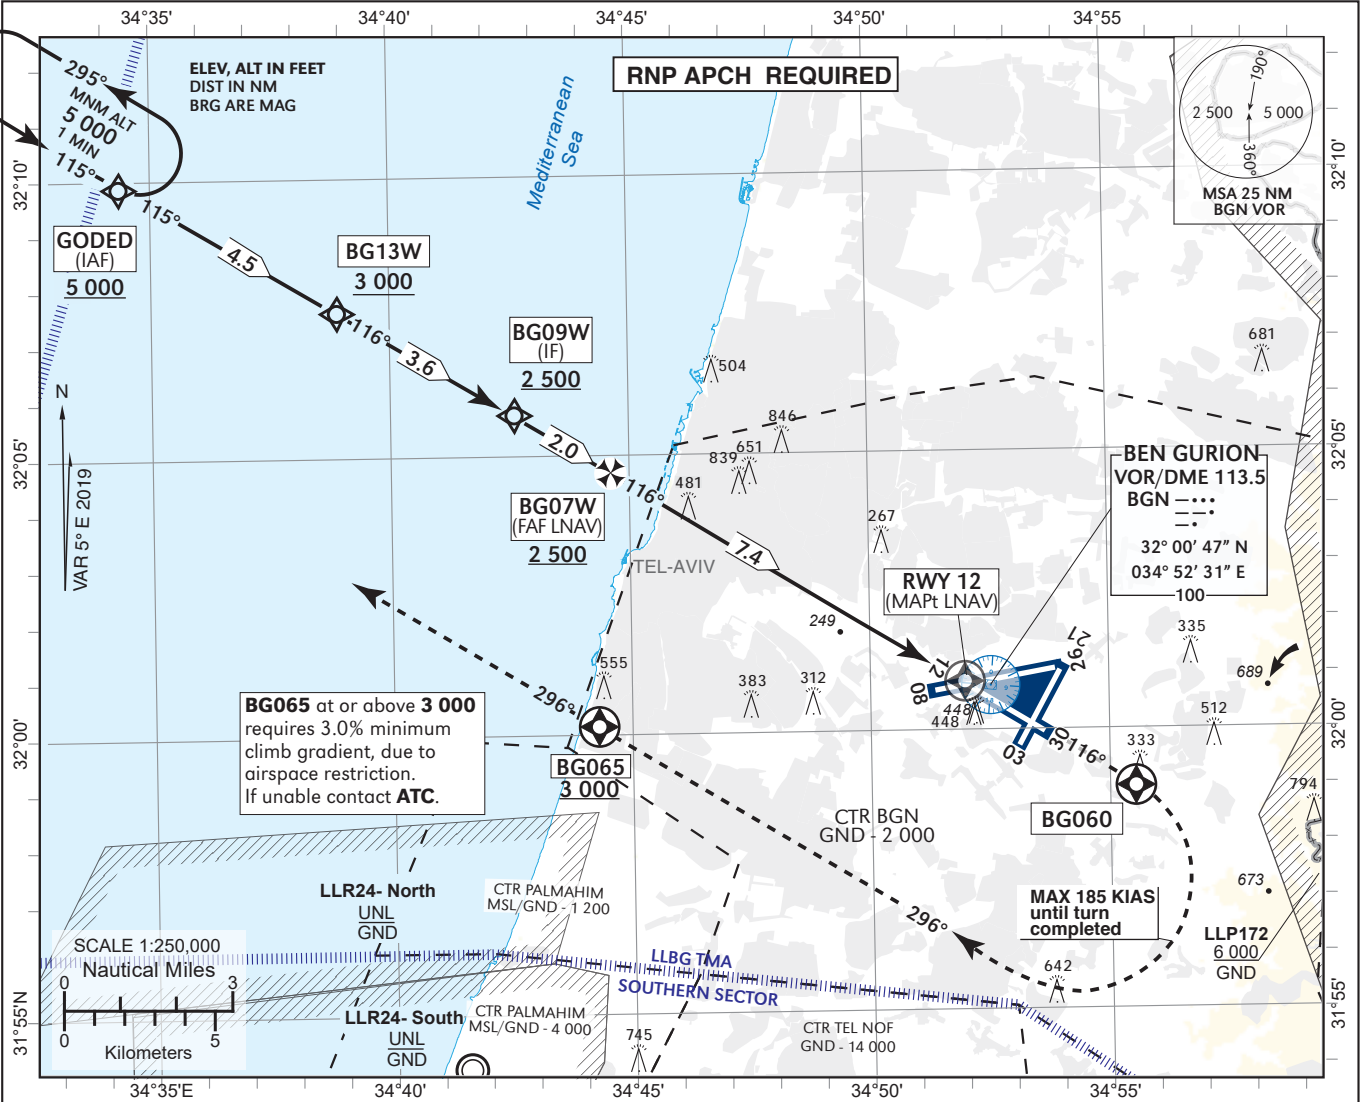 34°35' 34°40' 34°45' 34°50' 34°55'
RNP APCH REQUIRED
ELEV, ALT IN FEET
DIST IN NM
BRG ARE MAG
295°
MNM ALT
5 000
1 MIN
115°
115°
GODED
(IAF)
5 000
4.5
BG13W
3 000
116°
3.6
BG09W
(IF)
2 500
2.0
BG07W
(FAF LNAV)
2 500
116°
7.4
Mediterranean
Sea
190°
2 500 5 000
360°
MSA 25 NM
BGN VOR
32°10'
32°10'
32°05'
32°05'
32°00'
32°00'
31°55'N
31°55'
N
VAR 5° E 2019
504
846
651
839
481
267
681
TEL-AVIV
BEN GURION
VOR/DME 113.5
BGN
32° 00' 47” N
034° 52' 31” E
100
RWY 12
(MAPt LNAV)
249
335
689
512
555
383
312
12
08
21
26
448
448
03
30
116°
333
794
BG060
296°
BG065
3 000
BG065 at or above 3 000
requires 3.0% minimum
climb gradient, due to
airspace restriction.
If unable contact ATC.
CTR BGN
GND - 2 000
MAX 185 KIAS
until turn
completed
296°
673
LLP172
6 000
GND
642
LLR24- North
UNL
GND
CTR PALMAHIM
MSL/GND - 1 200
LLBG TMA
SOUTHERN SECTOR
SCALE 1:250,000
Nautical Miles
0 3
0 5
Kilometers
LLR24- South
UNL
GND
CTR PALMAHIM
MSL/GND - 4 000
745
CTR TEL NOF
GND - 14 000
34°35'E 34°40' 34°45' 34°50' 34°55'